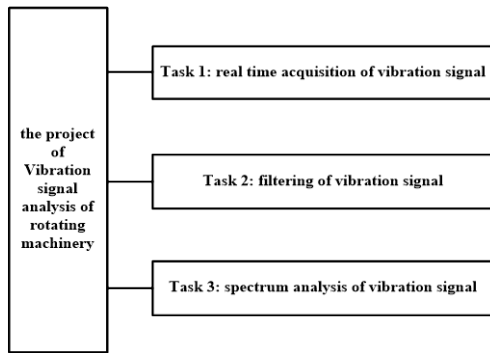 the project
of
Vibration
signal
analysis of
rotating
machinery
Task 1: real time acquisition of vibration signal
Task 2: filtering of vibration signal
Task 3: spectrum analysis of vibration signal